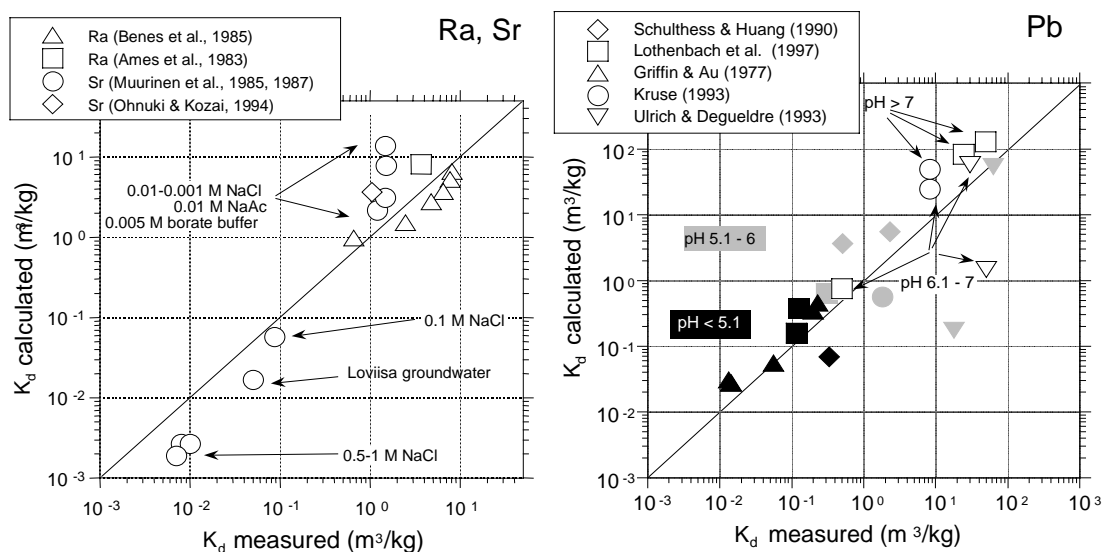 Ra, Sr
Ra (Benes et al., 1985)
Ra (Ames et al., 1983)
Sr (Muurinen et al., 1985, 1987)
Sr (Ohnuki & Kozai, 1994)
K_d calculated (m³/kg)
10¹
10⁰
10⁻¹
10⁻²
10⁻³
0.01-0.001 M NaCl
0.01 M NaAc
0.005 M borate buffer
0.1 M NaCl
Loviisa groundwater
0.5-1 M NaCl
10⁻³ 10⁻² 10⁻¹ 10⁰ 10¹
K_d measured (m³/kg)
Pb
Schulthess & Huang (1990)
Lothenbach et al. (1997)
Griffin & Au (1977)
Kruse (1993)
Ulrich & Degueldre (1993)
K_d calculated (m³/kg)
10²
10¹
10⁰
10⁻¹
10⁻²
10⁻³
pH > 7
pH 5.1 - 6
pH 6.1 - 7
pH < 5.1
10⁻³ 10⁻² 10⁻¹ 10⁰ 10¹ 10² 10³
K_d measured (m³/kg)